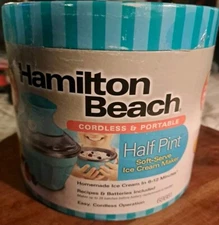 Hamilton
Beach
CORDLESS & PORTABLE
Half Pint
Soft-Serve
Ice Cream Maker
Homemade Ice Cream in 8-12 Minutes
Recipes & Batteries Included
Easy Cordless Operation